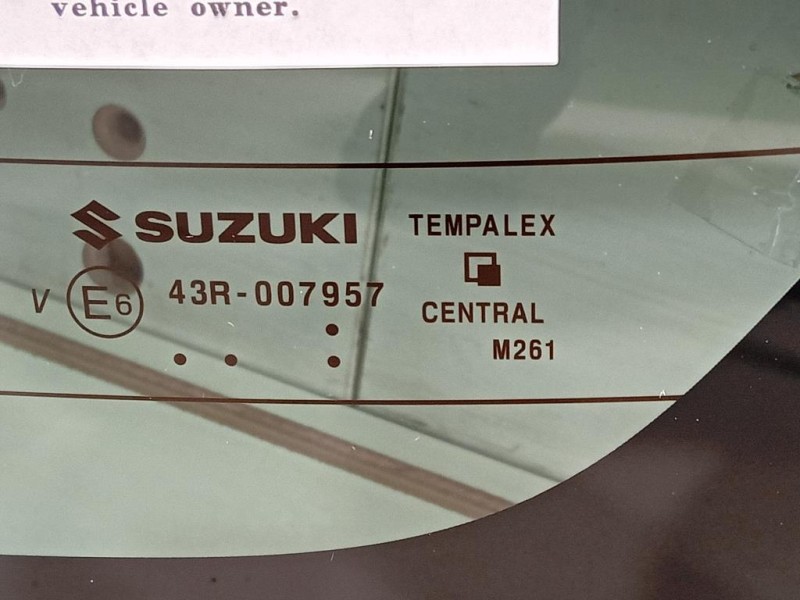 vehicle owner.
SUZUKI
TEMPALEX
V E6 43R-007957
CENTRAL
M261